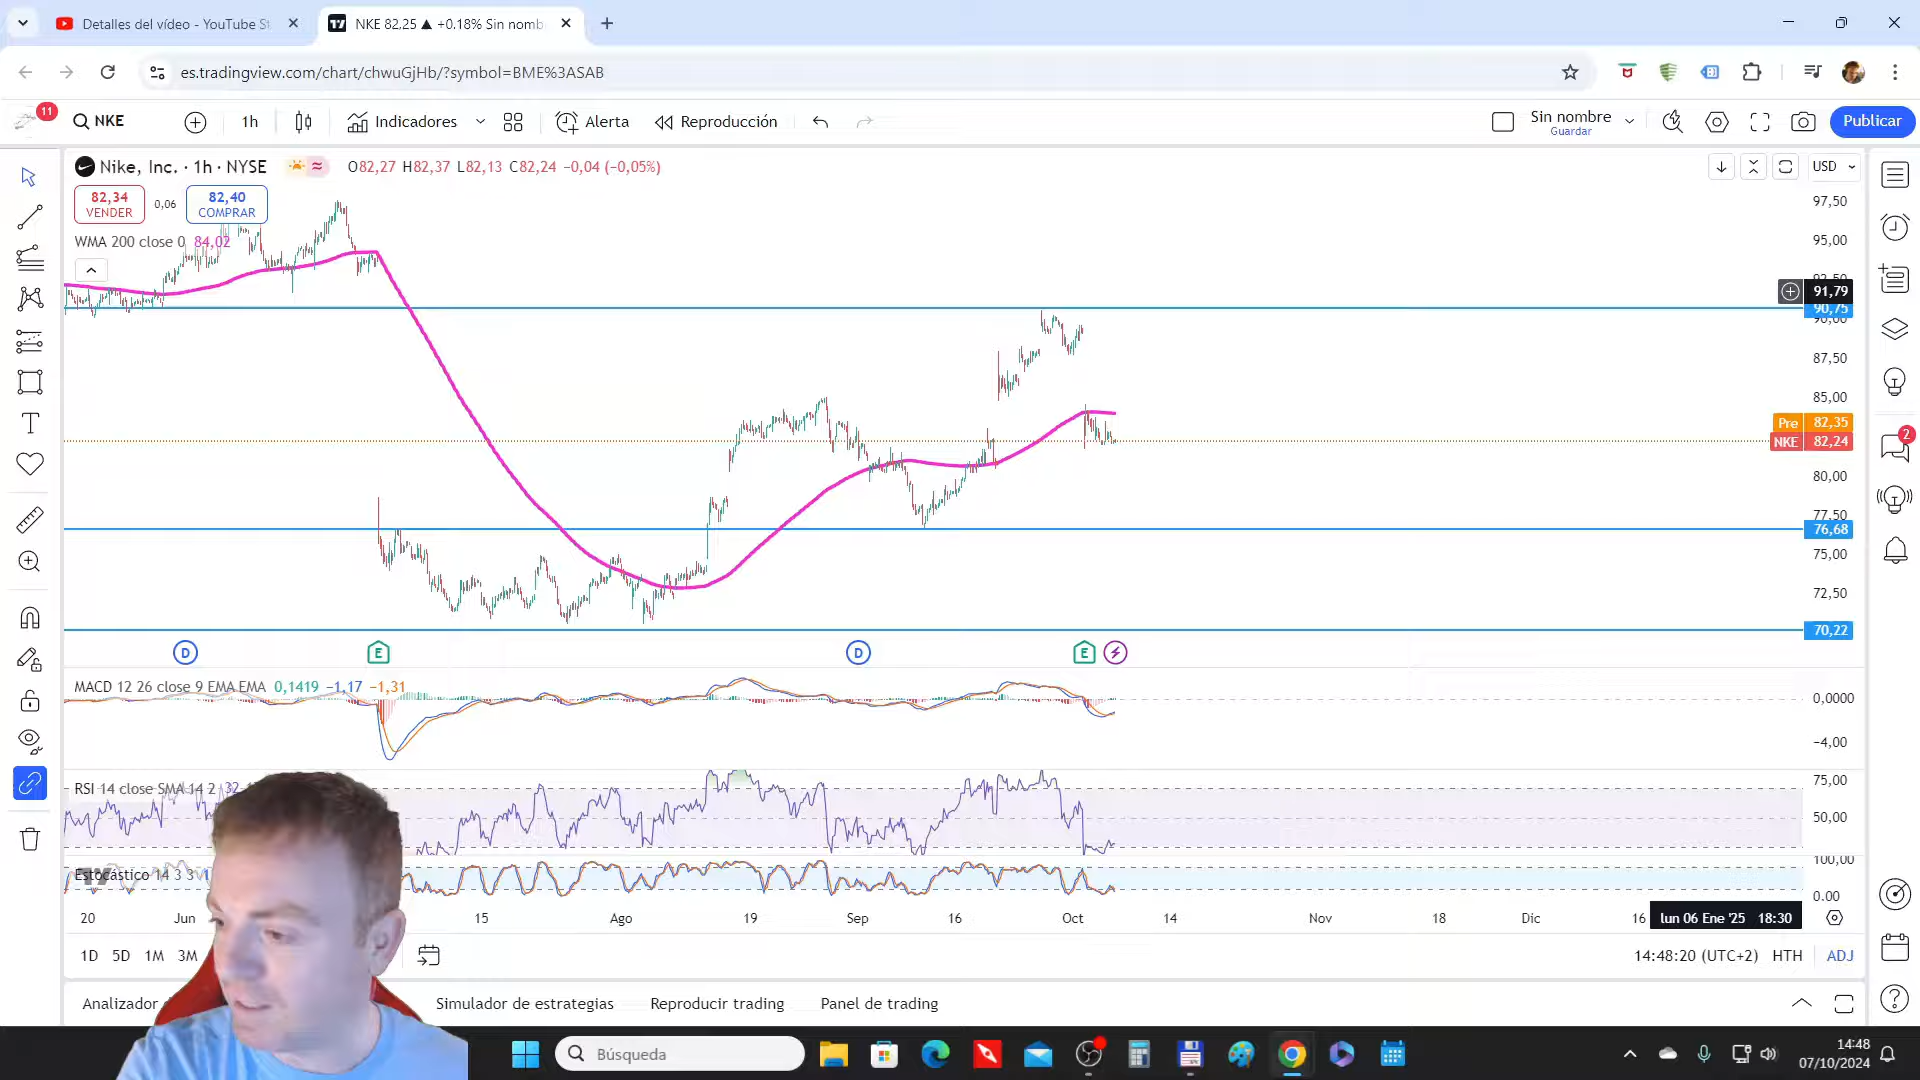 Detalles del vídeo - YouTube St
NKE 82,25 ▲ +0.18% Sin nomb
es.tradingview.com/chart/chwuGjHb/?symbol=BME%3ASAB
11
NKE
1h
Indicadores
Alerta
Reproducción
Sin nombre
Guardar
Publicar
Nike, Inc. · 1h · NYSE
O82,27 H82,37 L82,13 C82,24 −0,04 (−0,05%)
USD
82,34
VENDER
0,06
82,40
COMPRAR
WMA 200 close 0 84,02
97,50
95,00
92,50
91,79
90,75
90,00
87,50
85,00
Pre 82,35
NKE 82,24
80,00
77,50
76,68
75,00
72,50
70,22
2
D
E
D
E
MACD 12 26 close 9 EMA EMA 0,1419 −1,17 −1,31
0,0000
−4,00
RSI 14 close SMA 14 2
75,00
50,00
Estocástico 14 3 3
100,00
0.00
20
Jun
15
Ago
19
Sep
16
Oct
14
Nov
18
Dic
16
lun 06 Ene '25 18:30
1D
5D
1M
3M
14:48:20 (UTC+2)
HTH
ADJ
Analizador
Simulador de estrategias
Reproducir trading
Panel de trading
Búsqueda
14:48
07/10/2024